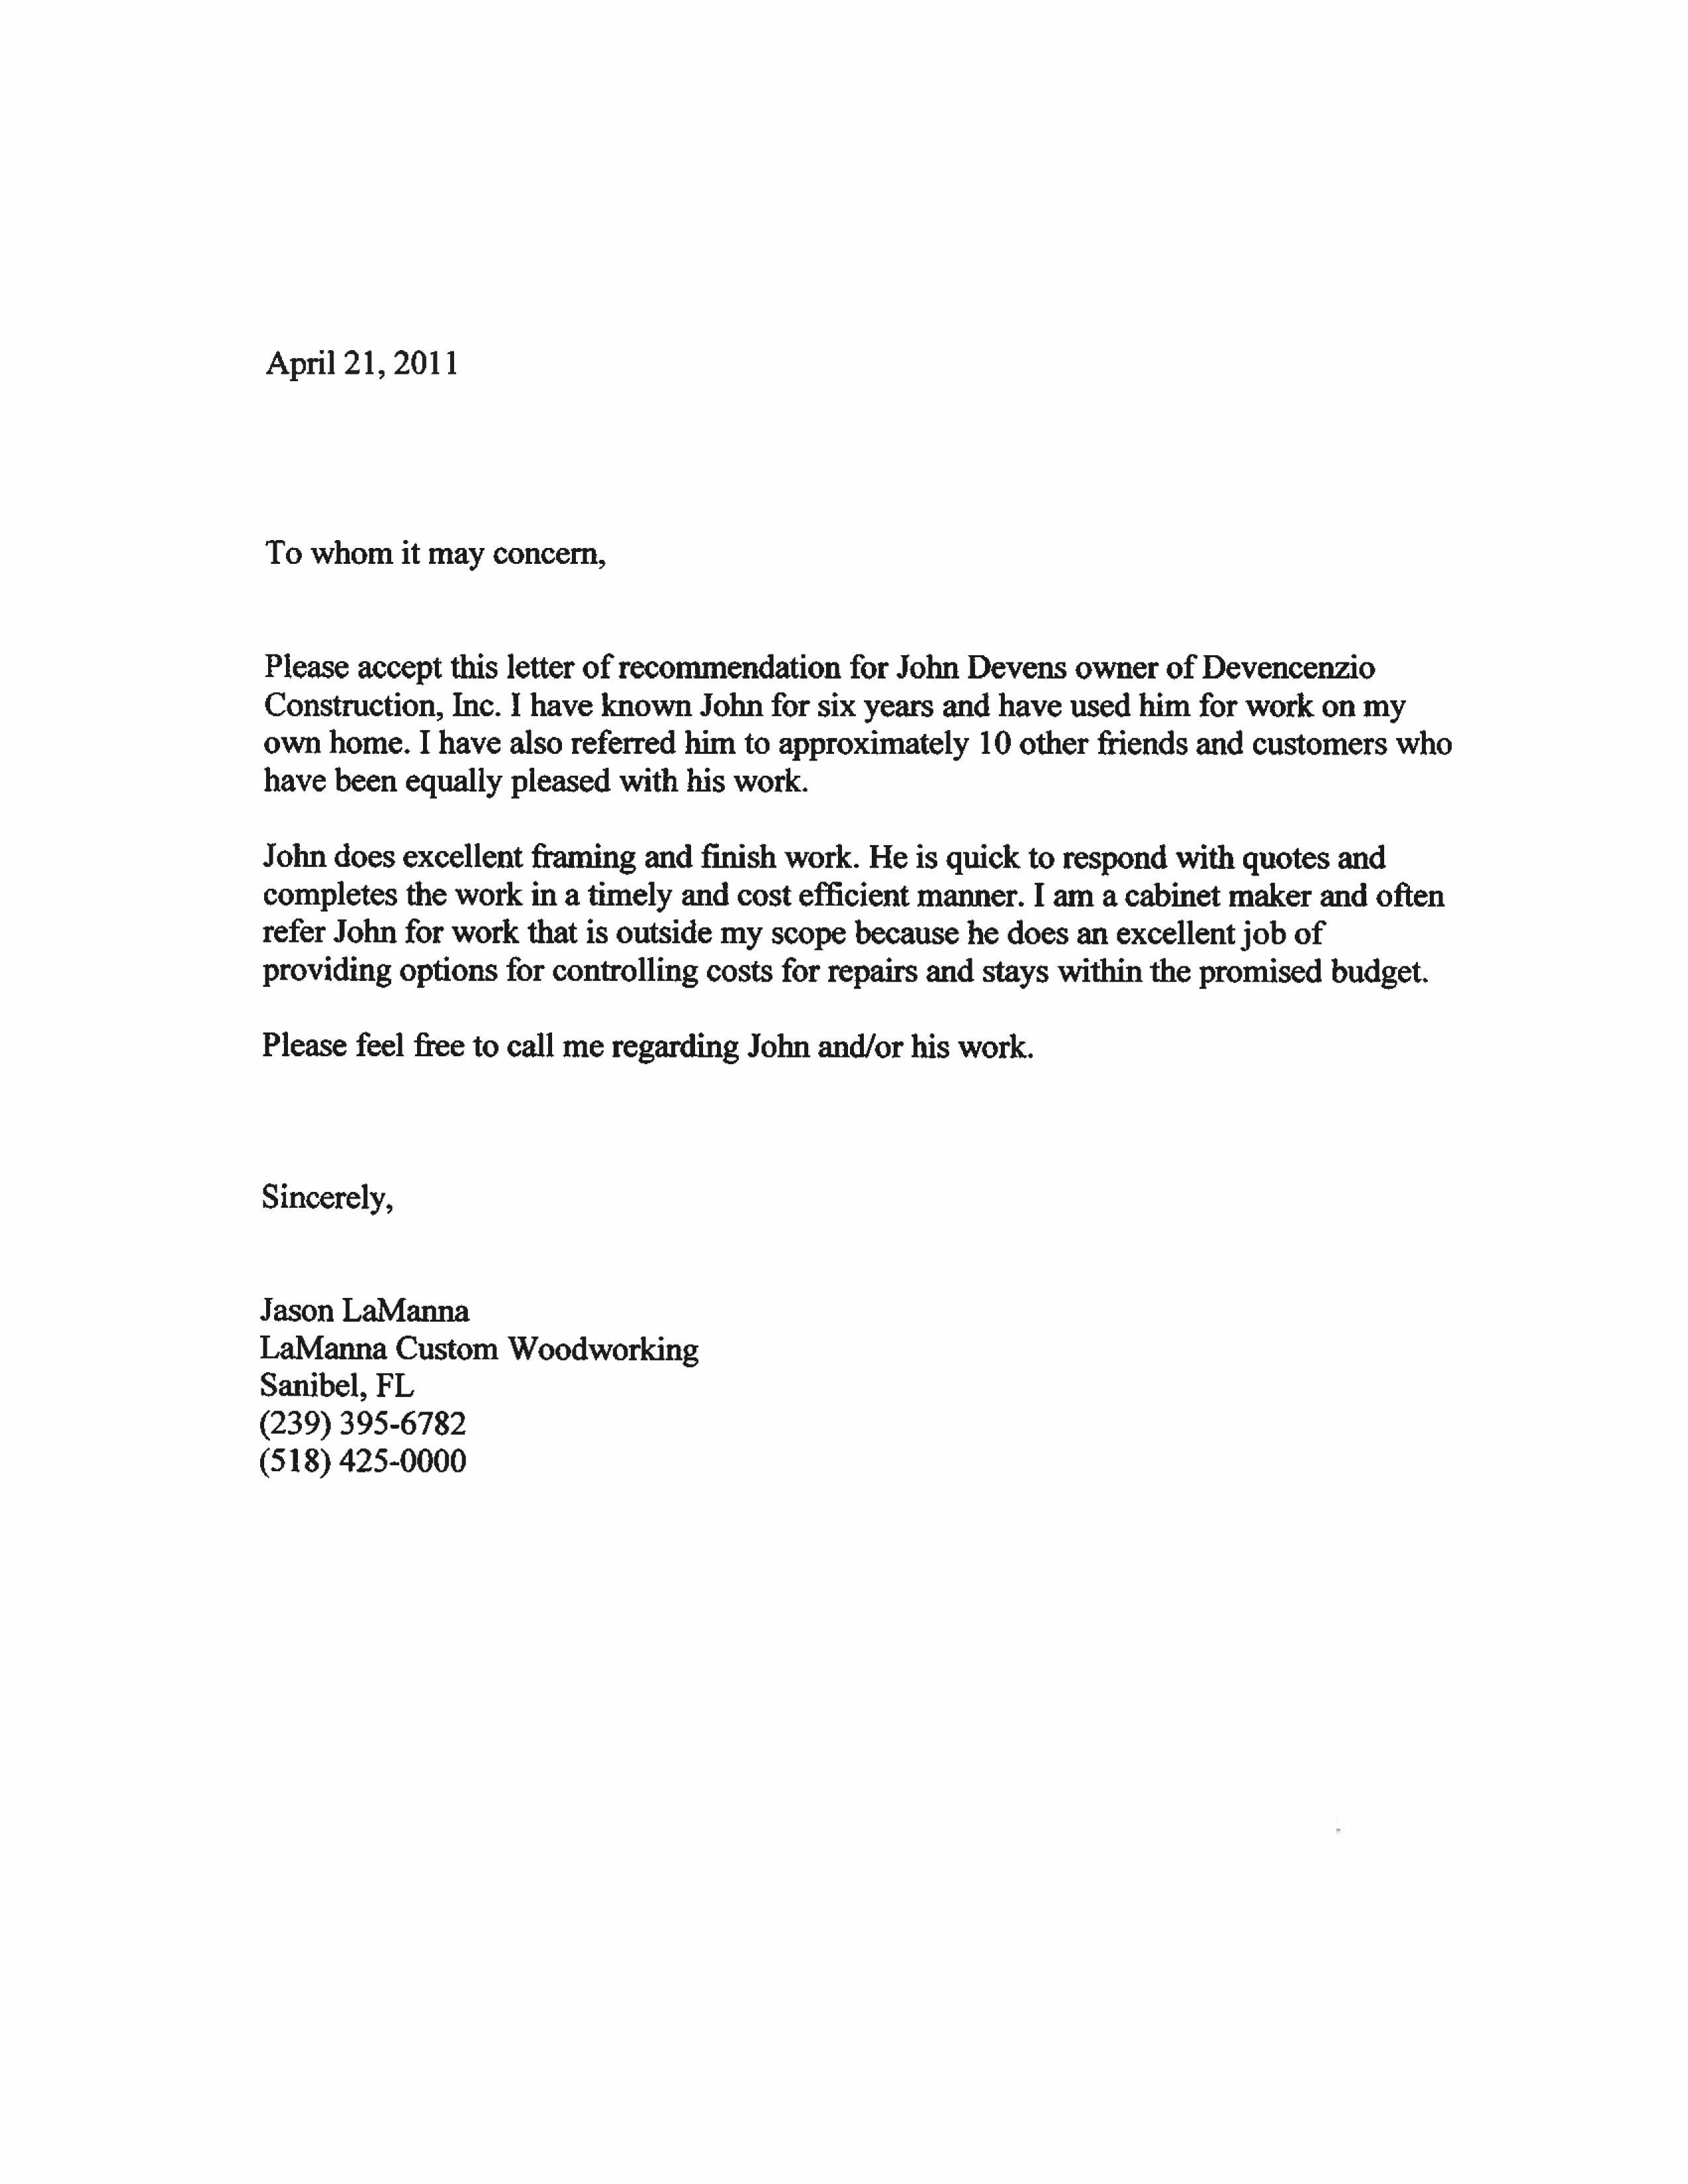 April 21, 2011
To whom it may concern,
Please accept this letter of recommendation for John Devens owner of Devencenzio
Construction, Inc. I have known John for six years and have used him for work on my
own home. I have also referred him to approximately 10 other friends and customers who
have been equally pleased with his work.
John does excellent framing and finish work. He is quick to respond with quotes and
completes the work in a timely and cost efficient manner. I am a cabinet maker and often
refer John for work that is outside my scope because he does an excellent job of
providing options for controlling costs for repairs and stays within the promised budget.
Please feel free to call me regarding John and/or his work.
Sincerely,
Jason LaManna
LaManna Custom Woodworking
Sanibel, FL
(239) 395-6782
(518) 425-0000